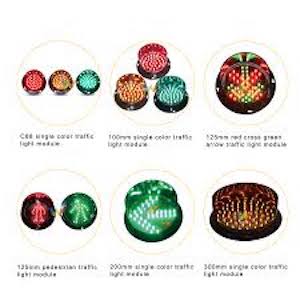 C88 single color traffic
light module.
100mm single color traffic
light module.
125mm red cross green
arrow traffic light module
125mm pedestrian traffic
light module.
200mm single color traffic
light module.
300mm single color traffic
light module.